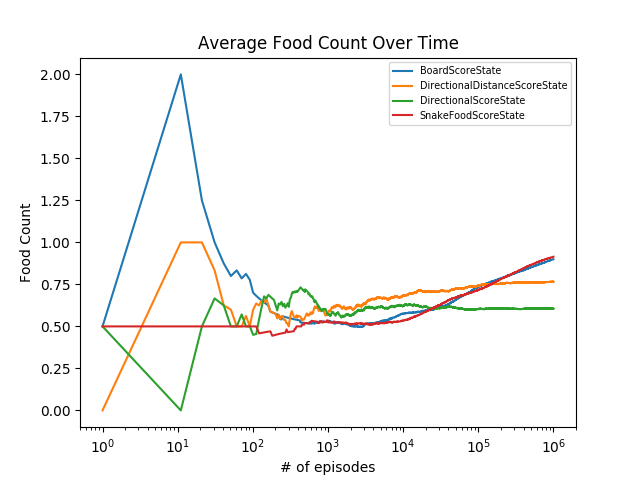 Average Food Count Over Time
BoardScoreState
DirectionalDistanceScoreState
DirectionalScoreState
SnakeFoodScoreState
Food Count
2.00
1.75
1.50
1.25
1.00
0.75
0.50
0.25
0.00
10⁰ 10¹ 10² 10³ 10⁴ 10⁵ 10⁶
# of episodes